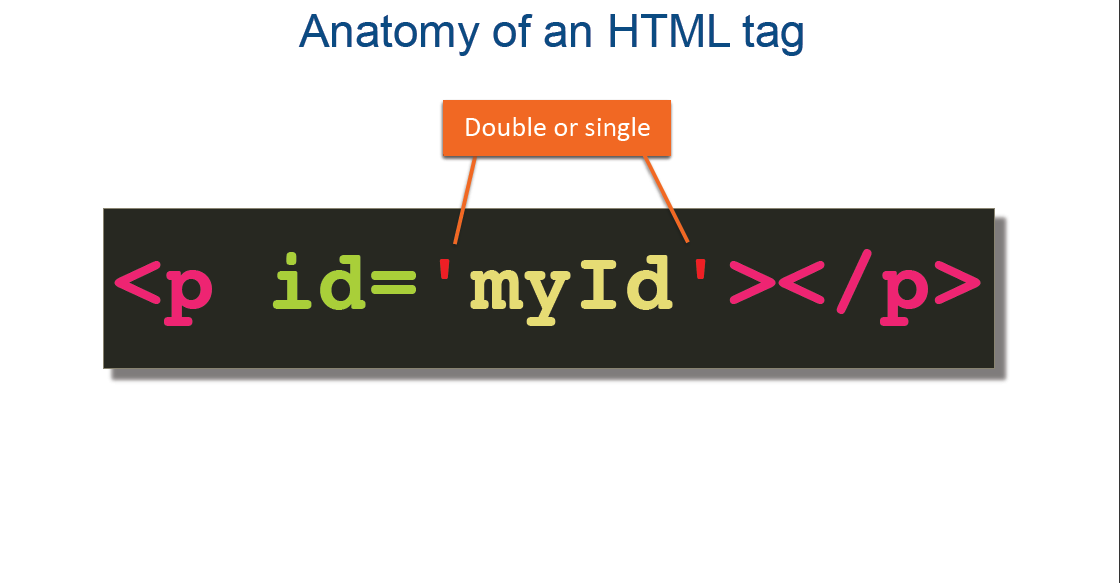 Anatomy of an HTML tag
Double or single
<p id='myId'></p>